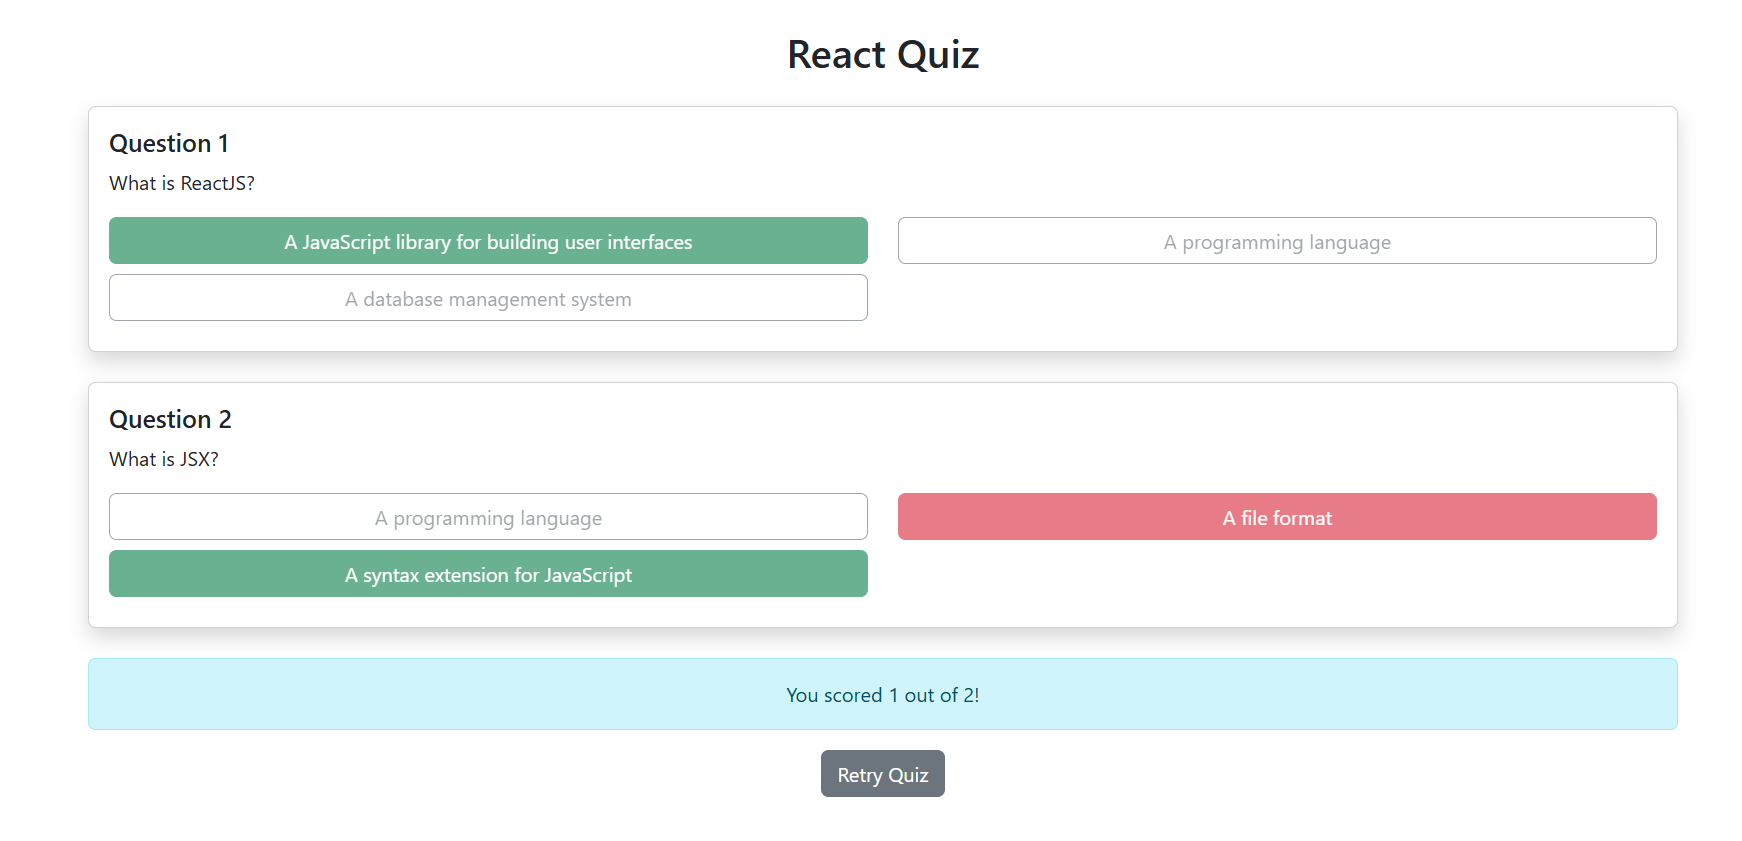 React Quiz
Question 1
What is ReactJS?
A JavaScript library for building user interfaces
A programming language
A database management system
Question 2
What is JSX?
A programming language
A file format
A syntax extension for JavaScript
You scored 1 out of 2!
Retry Quiz